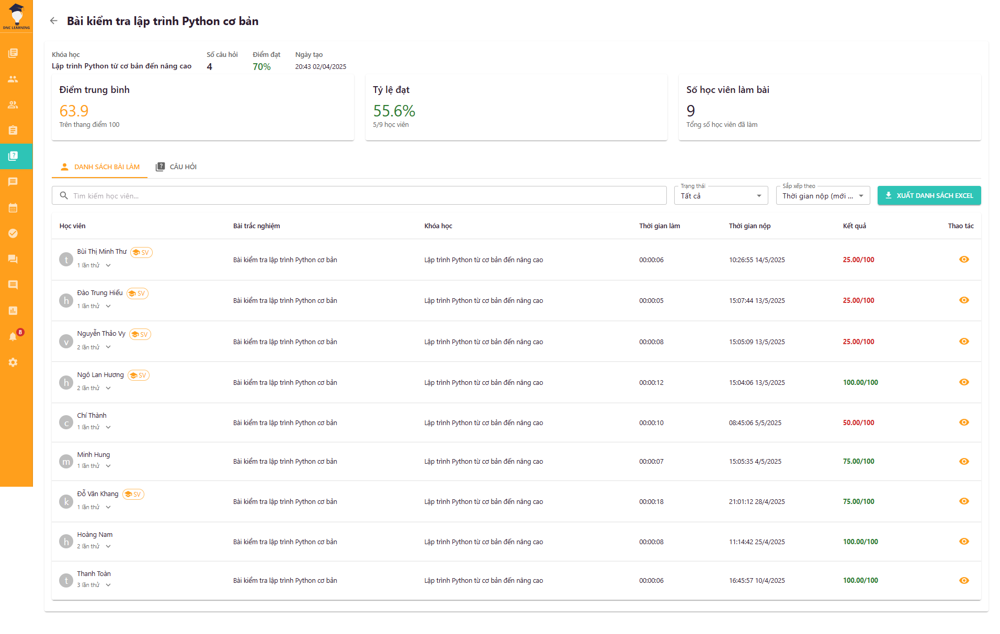 DNC LEARNING
Bài kiểm tra lập trình Python cơ bản
Khóa học Số câu hỏi Điểm đạt Ngày tạo
Lập trình Python từ cơ bản đến nâng cao 4 70% 20:43 02/04/2025
Điểm trung bình Tỷ lệ đạt Số học viên làm bài
63.9 55.6% 9
Trên thang điểm 100 5/9 học viên Tổng số học viên đã làm
DANH SÁCH BÀI LÀM CÂU HỎI
Trạng thái Sắp xếp theo
Tìm kiếm học viên... Tất cả Thời gian nộp (mới ... XUẤT DANH SÁCH EXCEL
Học viên Bài trắc nghiệm Khóa học Thời gian làm Thời gian nộp Kết quả Thao tác
Bùi Thị Minh Thư SV
t Bài kiểm tra lập trình Python cơ bản Lập trình Python từ cơ bản đến nâng cao 00:00:06 10:26:55 14/5/2025 25.00/100
1 lần thử
Đào Trung Hiếu SV
h Bài kiểm tra lập trình Python cơ bản Lập trình Python từ cơ bản đến nâng cao 00:00:05 15:07:44 13/5/2025 25.00/100
1 lần thử
8
Nguyễn Thảo Vy SV
v Bài kiểm tra lập trình Python cơ bản Lập trình Python từ cơ bản đến nâng cao 00:00:08 15:05:09 13/5/2025 25.00/100
2 lần thử
Ngô Lan Hương SV
h Bài kiểm tra lập trình Python cơ bản Lập trình Python từ cơ bản đến nâng cao 00:00:12 15:04:06 13/5/2025 100.00/100
2 lần thử
Chí Thành
c Bài kiểm tra lập trình Python cơ bản Lập trình Python từ cơ bản đến nâng cao 00:00:10 08:45:06 5/5/2025 50.00/100
1 lần thử
Minh Hung
m Bài kiểm tra lập trình Python cơ bản Lập trình Python từ cơ bản đến nâng cao 00:00:07 15:05:35 4/5/2025 75.00/100
1 lần thử
Đỗ Văn Khang SV
k Bài kiểm tra lập trình Python cơ bản Lập trình Python từ cơ bản đến nâng cao 00:00:18 21:01:12 28/4/2025 75.00/100
1 lần thử
Hoàng Nam
h Bài kiểm tra lập trình Python cơ bản Lập trình Python từ cơ bản đến nâng cao 00:00:08 11:14:42 25/4/2025 100.00/100
2 lần thử
Thanh Toàn
t Bài kiểm tra lập trình Python cơ bản Lập trình Python từ cơ bản đến nâng cao 00:00:06 16:45:57 10/4/2025 100.00/100
3 lần thử